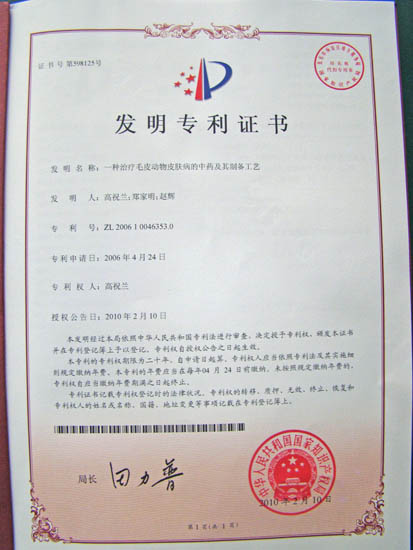 证书号第598125号
发明专利证书
发明名称：一种治疗毛皮动物皮肤病的中药及其制备工艺
发明人：高祝兰;郑家明;赵辉
专利号：ZL 2006 1 0046353.0
专利申请日：2006年4月24日
专利权人：高祝兰
授权公告日：2010年2月10日
本发明经过本局依照中华人民共和国专利法进行审查，决定授予专利权，颁发本证书
并在专利登记簿上予以登记。专利权自授权公告之日起生效。
本专利的专利权期限为二十年，自申请日起算。专利权人应当依照专利法及其实施细
则规定缴纳年费。本专利的年费应当在每年04月24日前缴纳。未按照规定缴纳年费的，
专利权自应当缴纳年费期满之日起终止。
专利证书记载专利权登记时的法律状况。专利权的转移、质押、无效、终止、恢复和
专利权人的姓名或名称、国籍、地址变更等事项记载在专利登记簿上。
局长 田力普
中华人民共和国国家知识产权局
2010年2月10日
第1页(共1页)